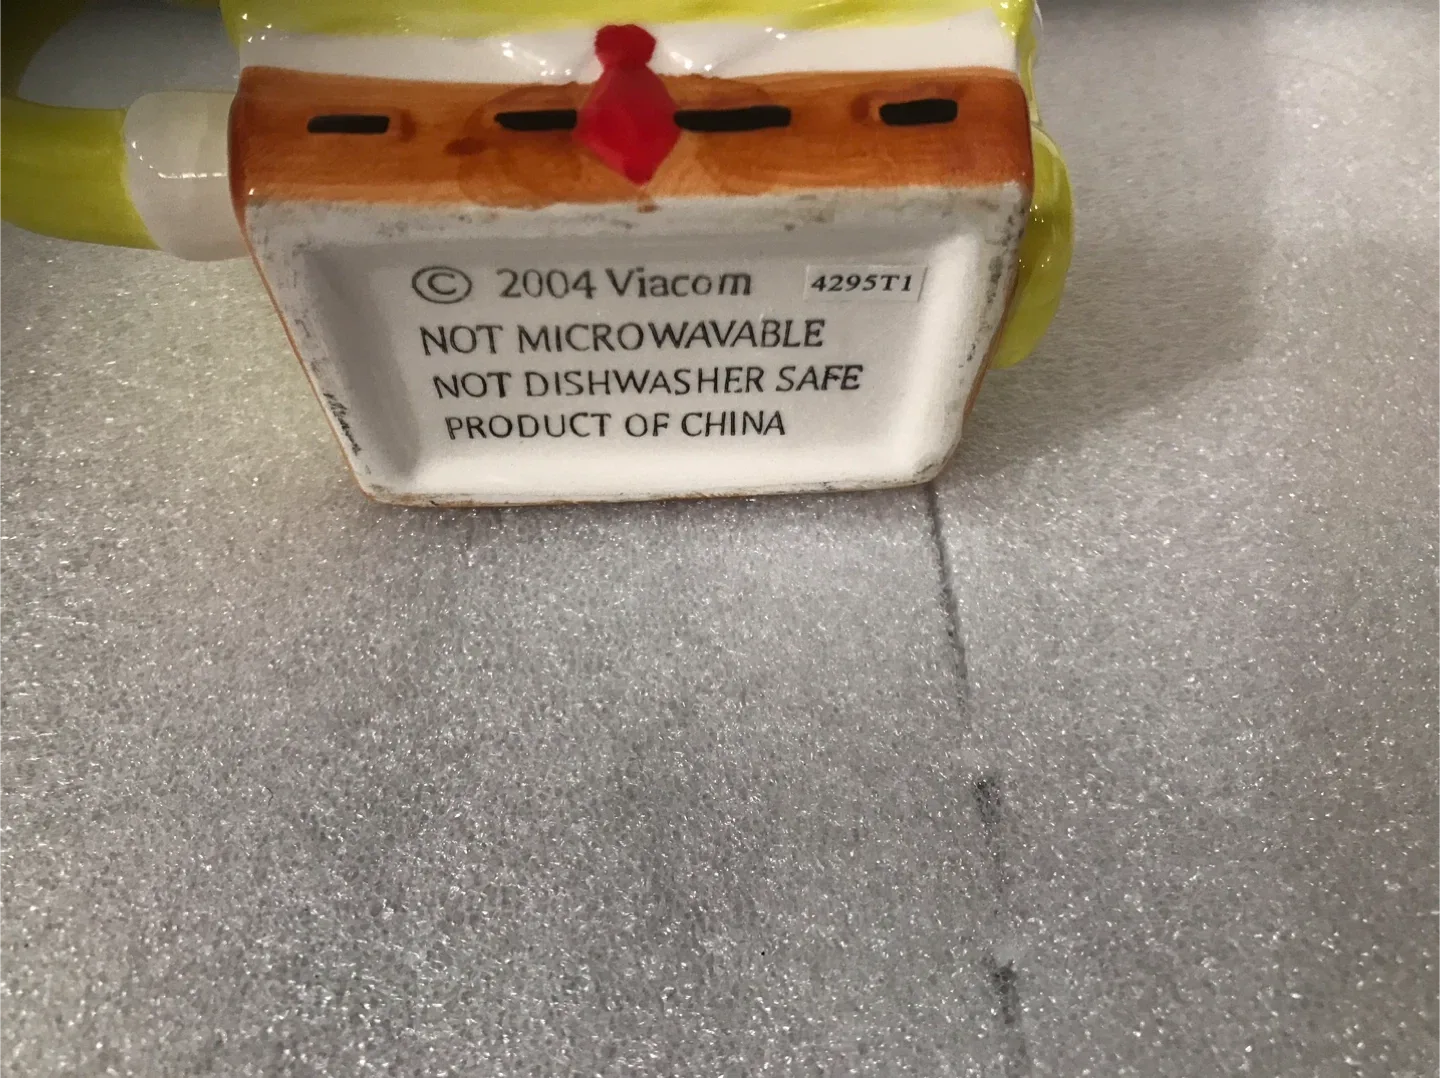 © 2004 Viacom 4295T1
NOT MICROWAVABLE
NOT DISHWASHER SAFE
PRODUCT OF CHINA